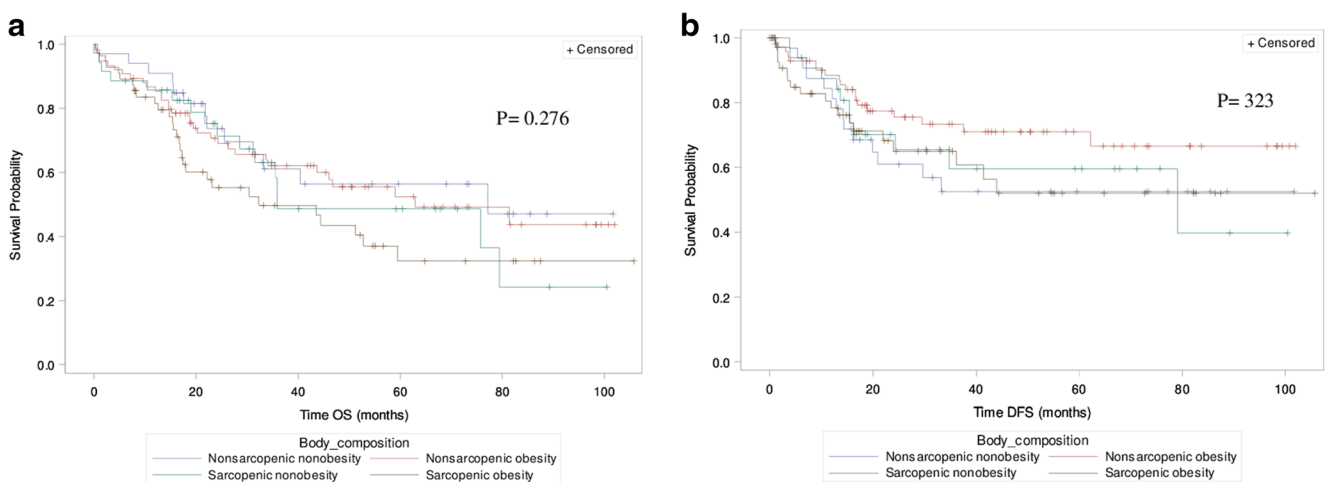 a
1.0
0.8
0.6
0.4
0.2
0.0
Survival Probability
+ Censored
P= 0.276
0 20 40 60 80 100
Time OS (months)
Body_composition
Nonsarcopenic nonobesity Nonsarcopenic obesity
Sarcopenic nonobesity Sarcopenic obesity
b
1.0
0.8
0.6
0.4
0.2
0.0
Survival Probability
+ Censored
P= 323
0 20 40 60 80 100
Time DFS (months)
Body_composition
Nonsarcopenic nonobesity Nonsarcopenic obesity
Sarcopenic nonobesity Sarcopenic obesity